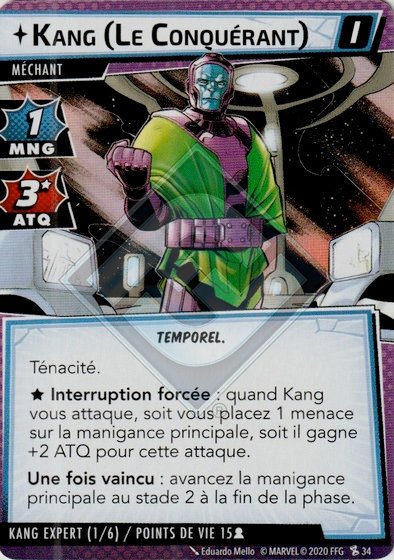 Kang (Le Conquérant)
I
MÉCHANT
1
MNG
3★
ATQ
TEMPOREL.
Ténacité.
★ Interruption forcée : quand Kang
vous attaque, soit vous placez 1 menace
sur la manigance principale, soit il gagne
+2 ATQ pour cette attaque.
Une fois vaincu : avancez la manigance
principale au stade 2 à la fin de la phase.
KANG EXPERT (1/6) / POINTS DE VIE 15
Eduardo Mello © MARVEL © 2020 FFG 34